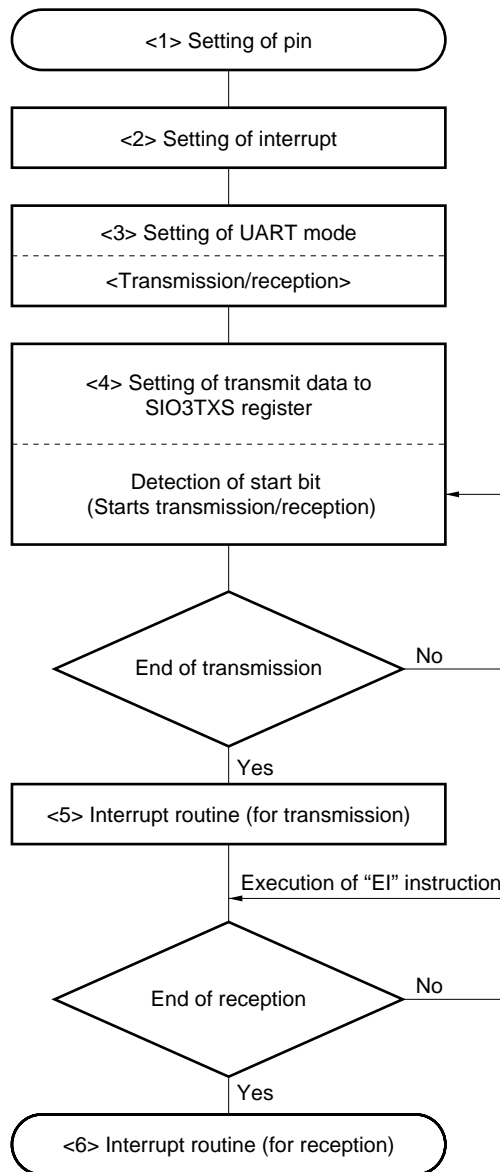 <1> Setting of pin
<2> Setting of interrupt
<3> Setting of UART mode
<Transmission/reception>
<4> Setting of transmit data to
SIO3TXS register
Detection of start bit
(Starts transmission/reception)
End of transmission
No
Yes
<5> Interrupt routine (for transmission)
Execution of “EI” instruction
End of reception
No
Yes
<6> Interrupt routine (for reception)